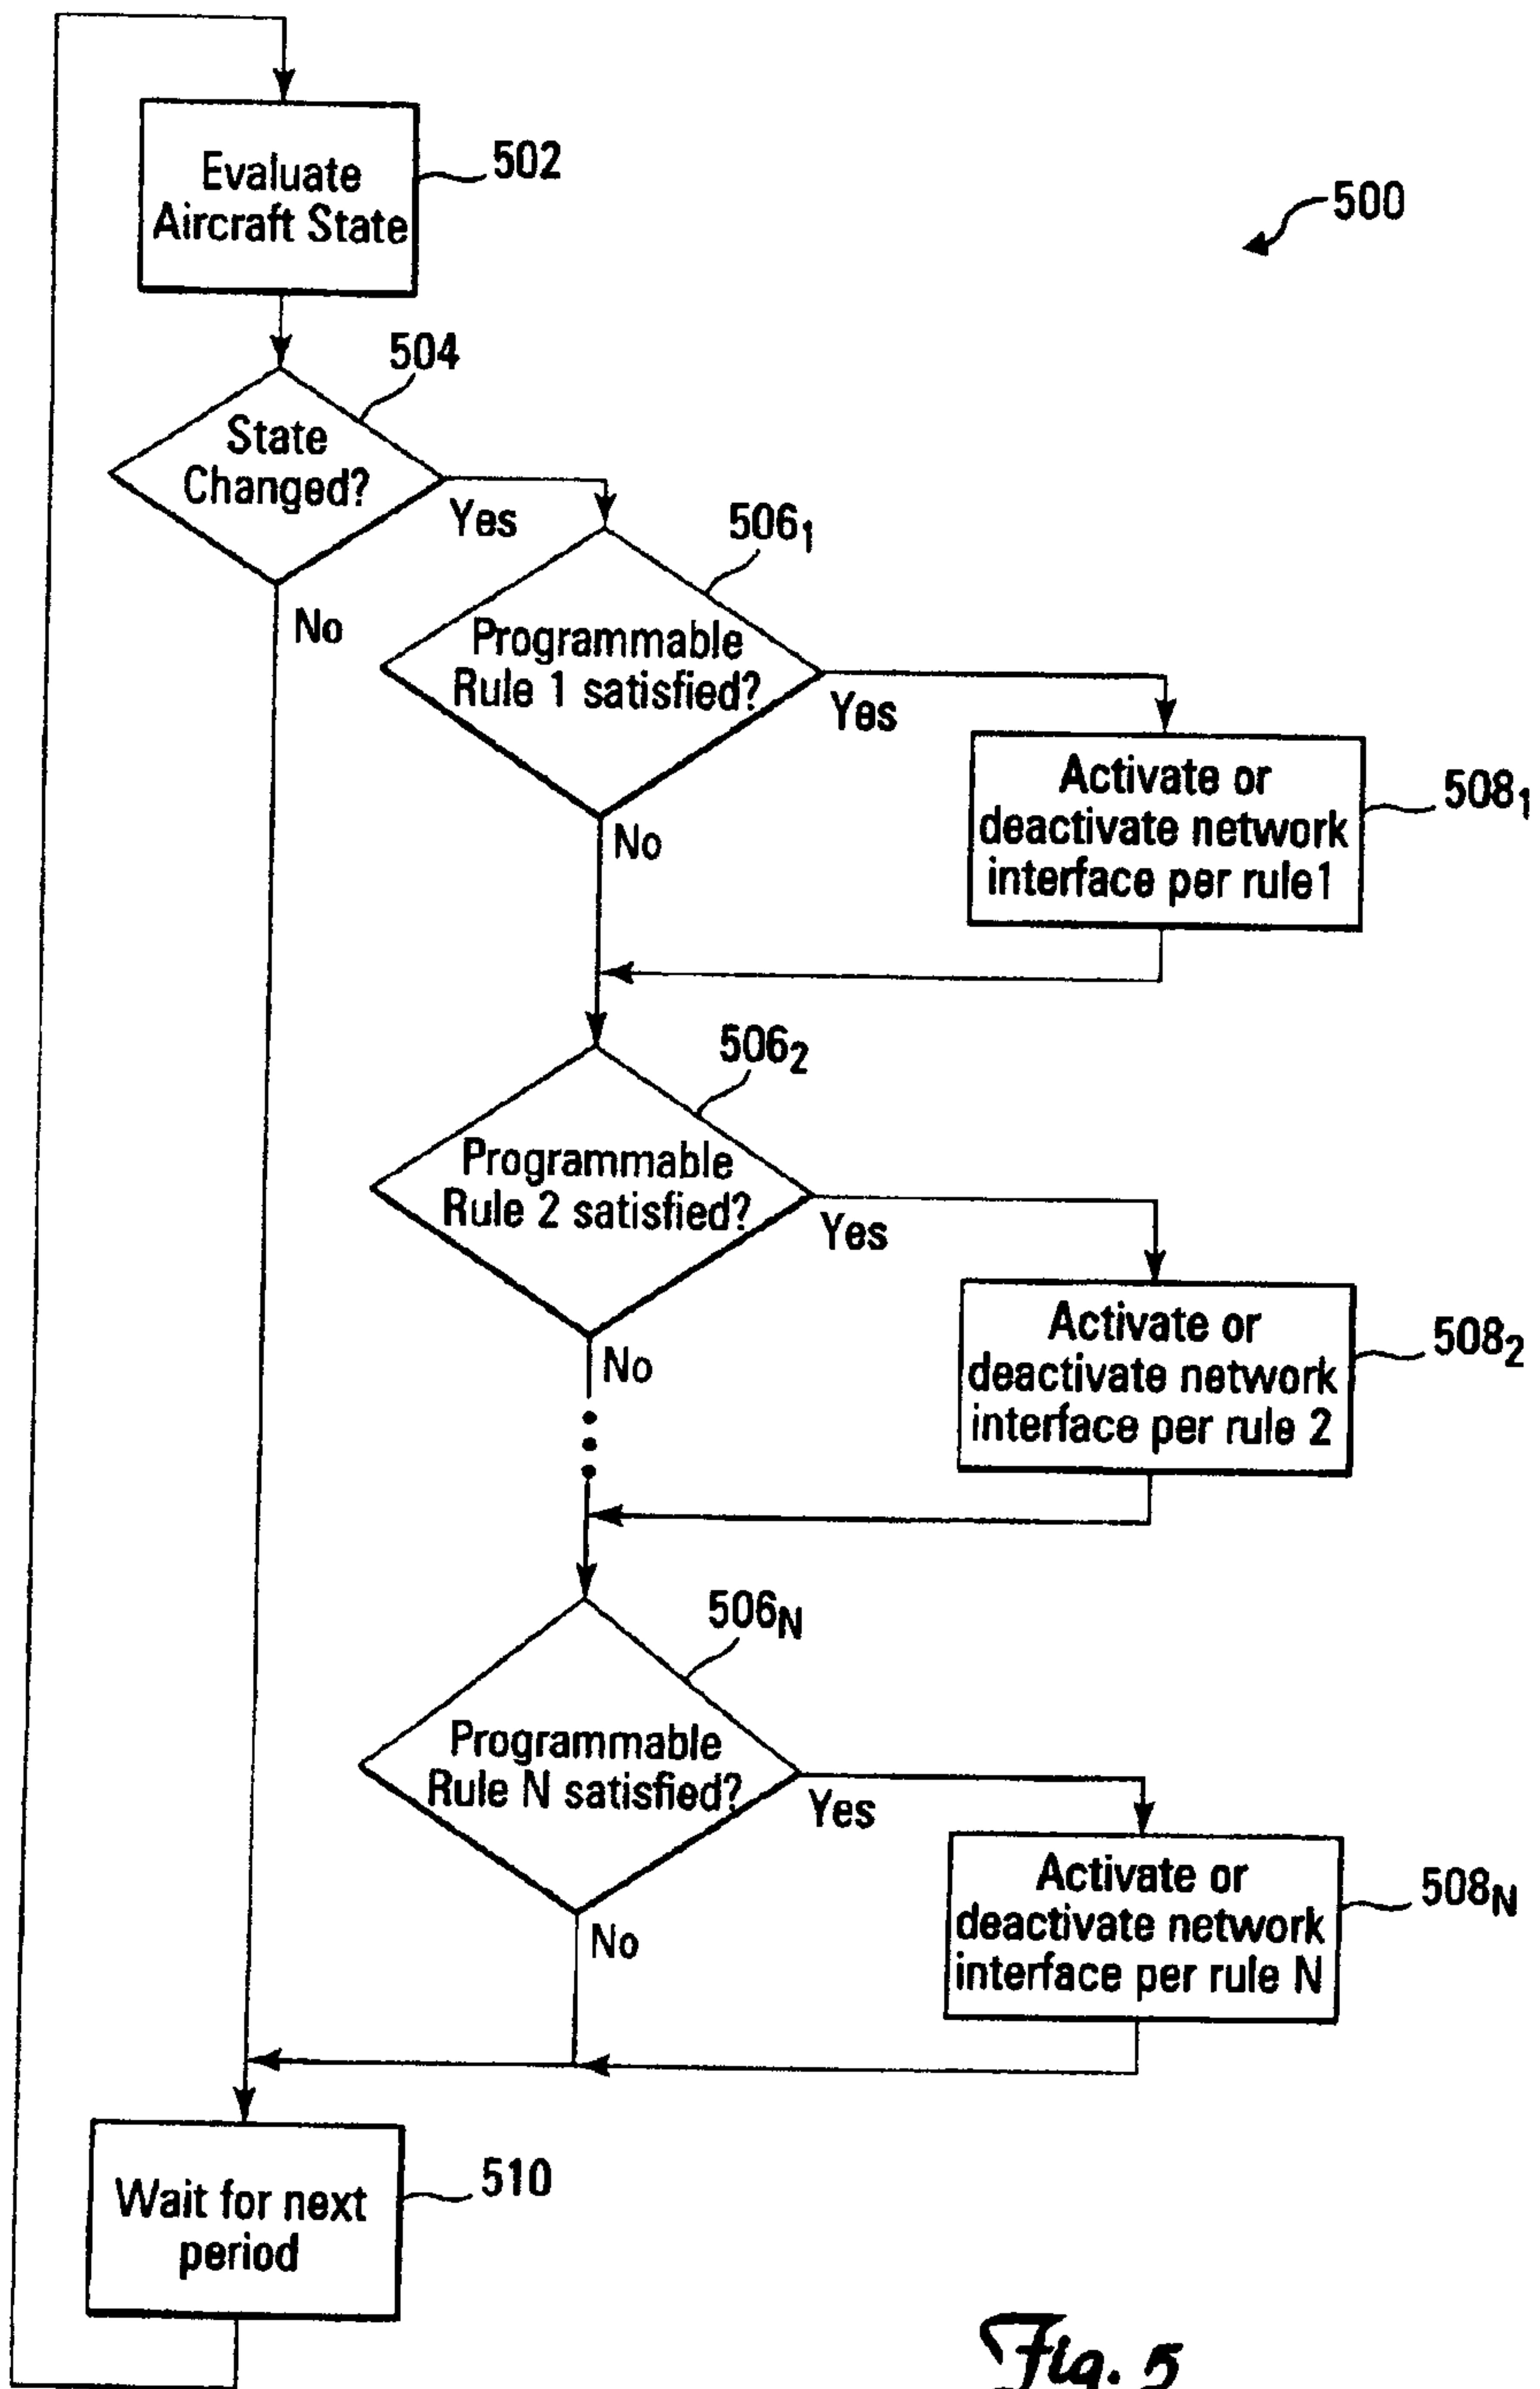 Evaluate
Aircraft State
502
500
504
State
Changed?
Yes
No
506₁
Programmable
Rule 1 satisfied?
Yes
No
Activate or
deactivate network
interface per rule1
508₁
506₂
Programmable
Rule 2 satisfied?
Yes
No
Activate or
deactivate network
interface per rule 2
508₂
506N
Programmable
Rule N satisfied?
Yes
No
Activate or
deactivate network
interface per rule N
508N
Wait for next
period
510
Fig. 5